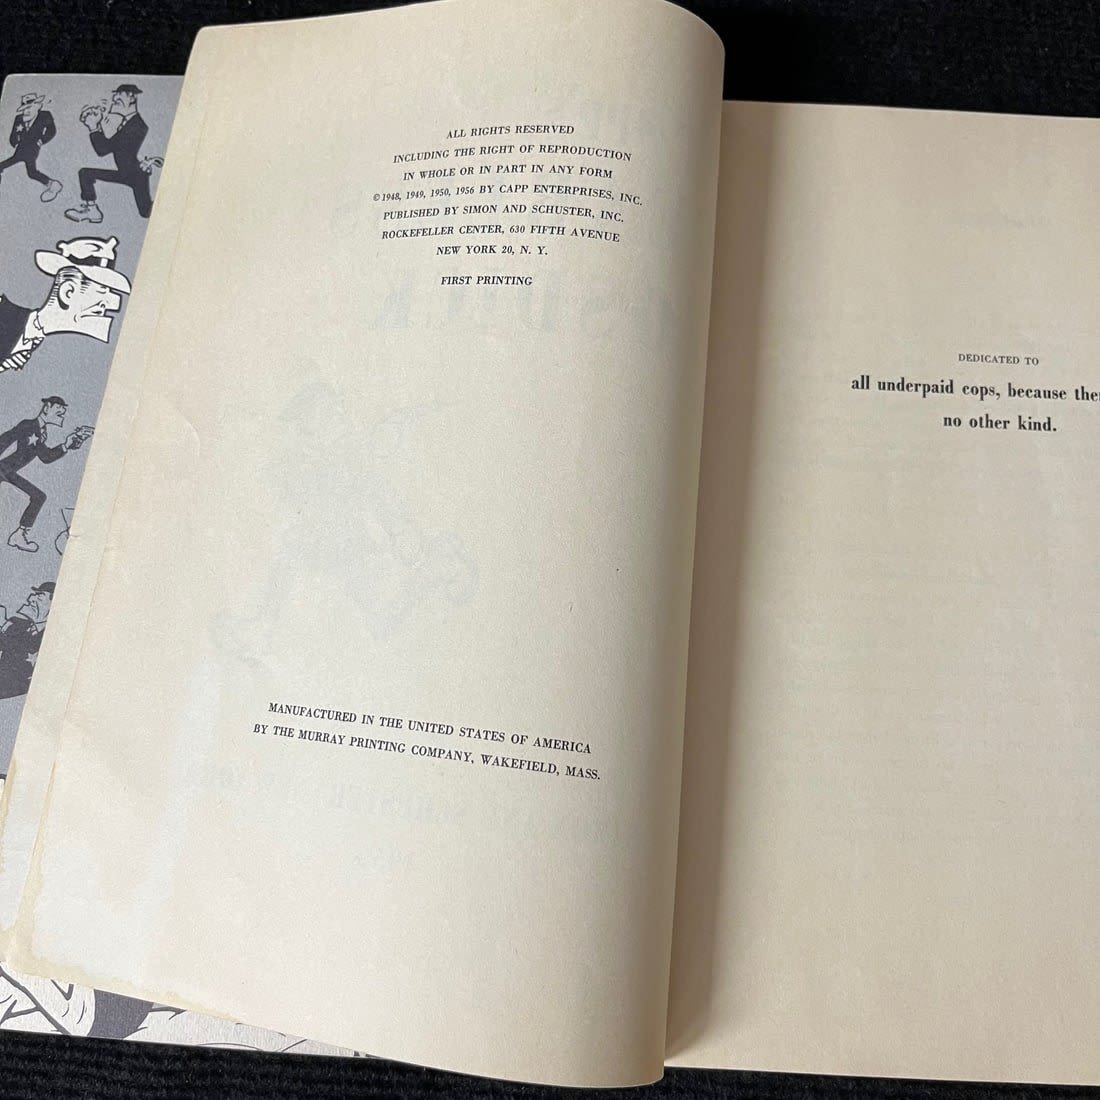 ALL RIGHTS RESERVED
INCLUDING THE RIGHT OF REPRODUCTION
IN WHOLE OR IN PART IN ANY FORM
© 1948, 1949, 1950, 1956 BY CAPP ENTERPRISES, INC.
PUBLISHED BY SIMON AND SCHUSTER, INC.
ROCKEFELLER CENTER, 630 FIFTH AVENUE
NEW YORK 20, N. Y.
FIRST PRINTING
MANUFACTURED IN THE UNITED STATES OF AMERICA
BY THE MURRAY PRINTING COMPANY, WAKEFIELD, MASS.
DEDICATED TO
all underpaid cops, because
no other kind.